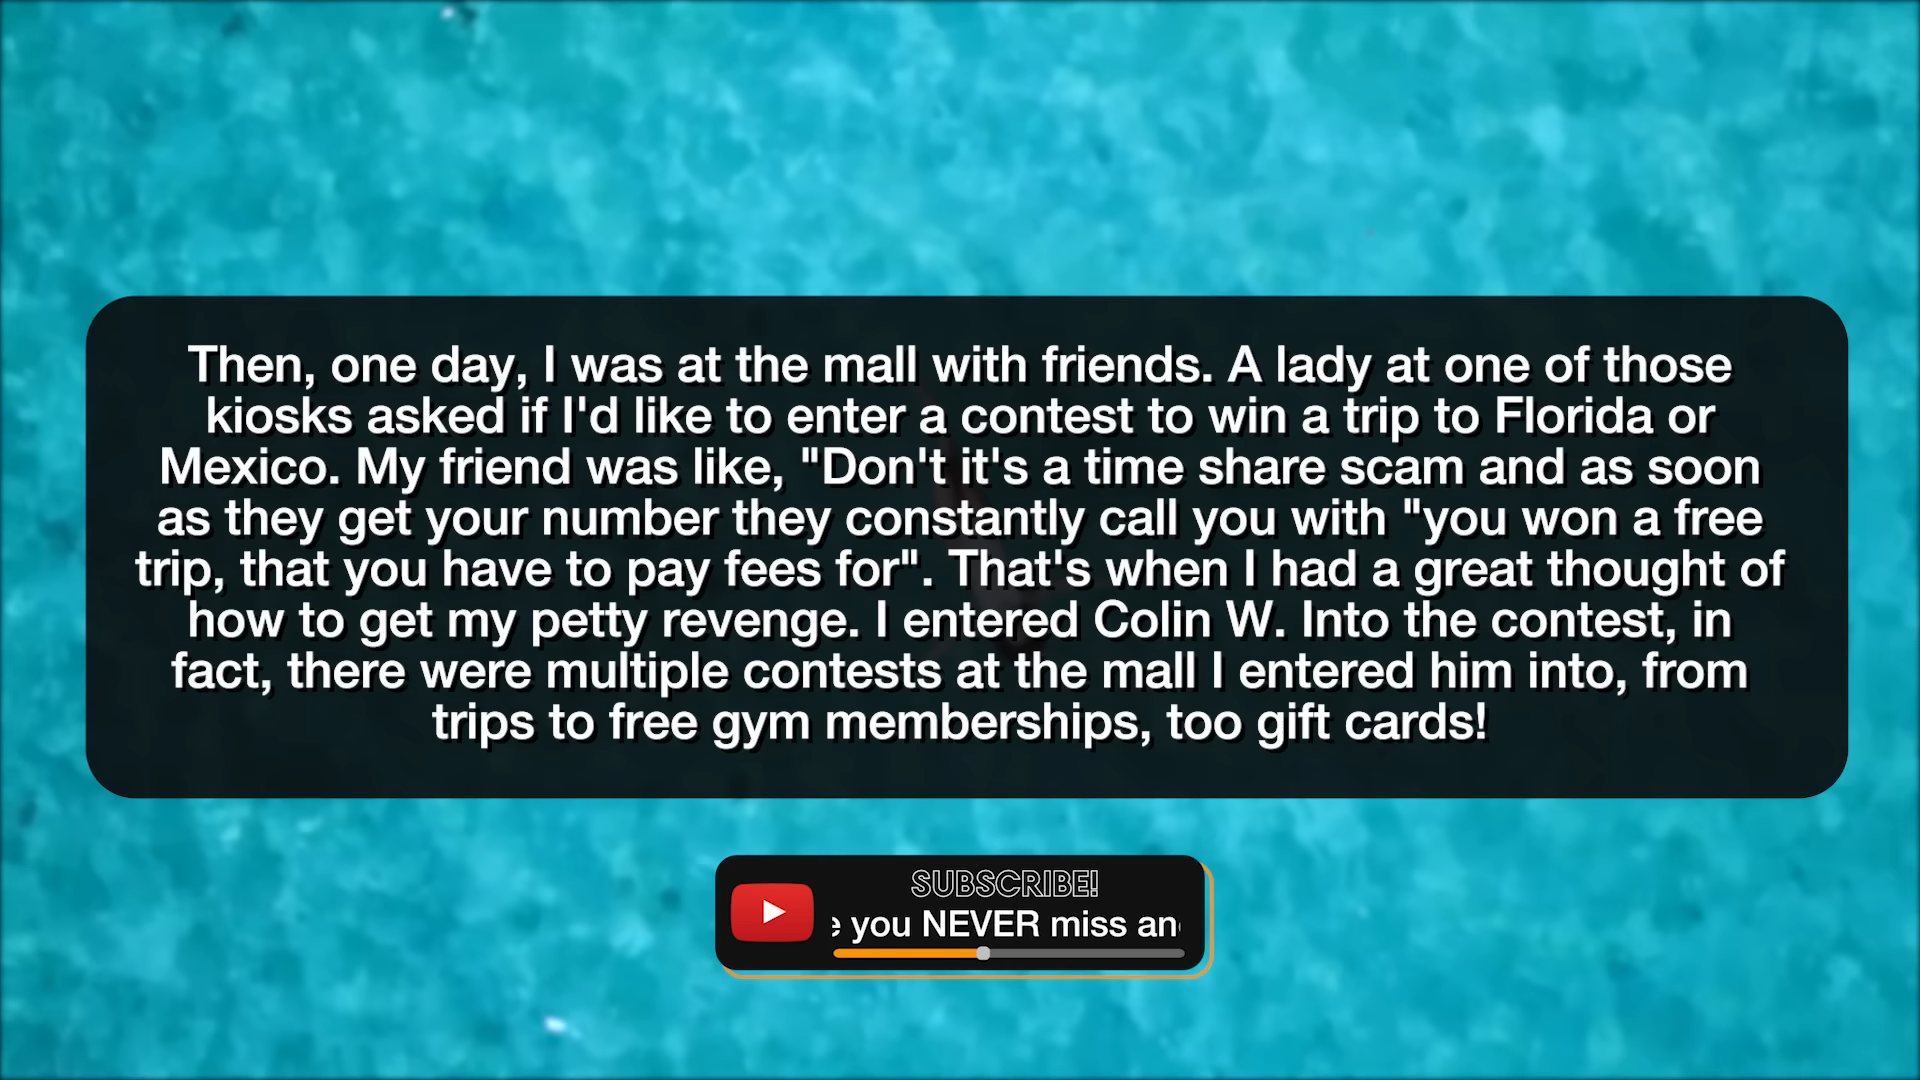 Then, one day, I was at the mall with friends. A lady at one of those
kiosks asked if I'd like to enter a contest to win a trip to Florida or
Mexico. My friend was like, "Don't it's a time share scam and as soon
as they get your number they constantly call you with "you won a free
trip, that you have to pay fees for". That's when I had a great thought of
how to get my petty revenge. I entered Colin W. Into the contest, in
fact, there were multiple contests at the mall I entered him into, from
trips to free gym memberships, too gift cards!
SUBSCRIBE!
you NEVER miss